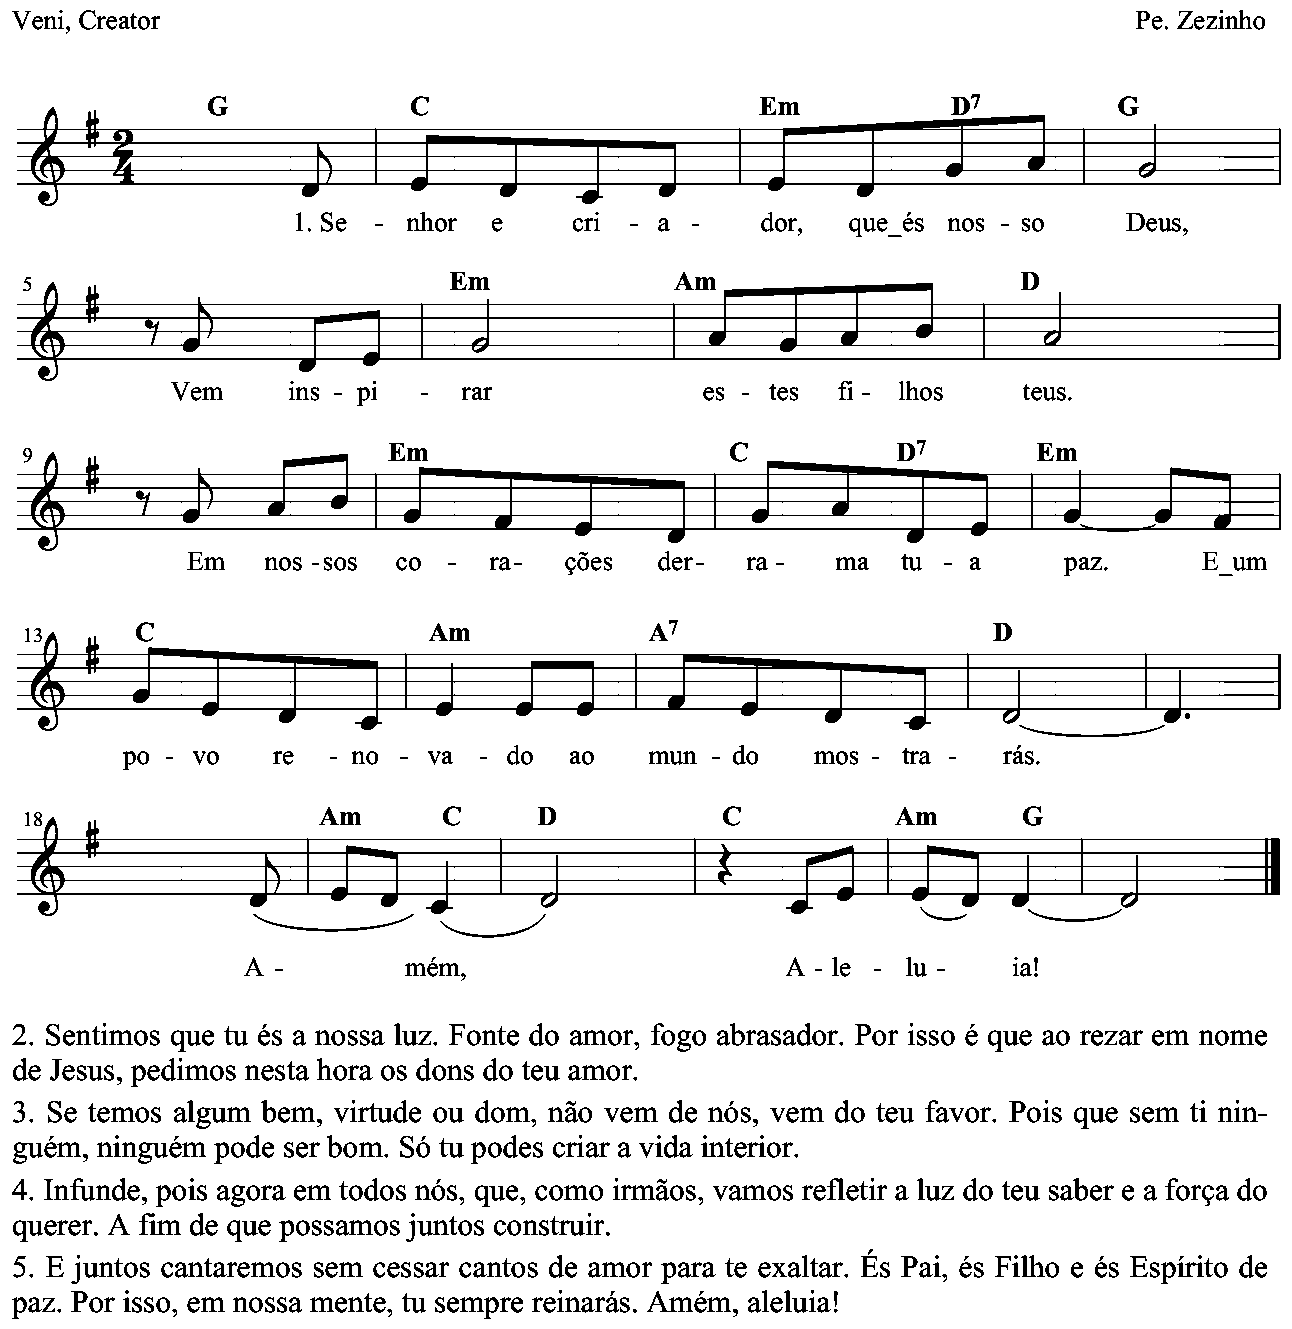 Veni, Creator Pe. Zezinho
G C Em D7 G
2
4
1. Se - nhor e cri - a - dor, que_és nos - so Deus,
5 Em Am D
Vem ins - pi - rar es - tes fi - lhos teus.
9 Em C D7 Em
Em nos - sos co - ra - ções der - ra - ma tu - a paz. E_um
13 C Am A7 D
po - vo re - no - va - do ao mun - do mos - tra - rás.
18 Am C D C Am G
A - mém, A - le - lu - ia!
2. Sentimos que tu és a nossa luz. Fonte do amor, fogo abrasador. Por isso é que ao rezar em nome
de Jesus, pedimos nesta hora os dons do teu amor.
3. Se temos algum bem, virtude ou dom, não vem de nós, vem do teu favor. Pois que sem ti nin-
guém, ninguém pode ser bom. Só tu podes criar a vida interior.
4. Infunde, pois agora em todos nós, que, como irmãos, vamos refletir a luz do teu saber e a força do
querer. A fim de que possamos juntos construir.
5. E juntos cantaremos sem cessar cantos de amor para te exaltar. És Pai, és Filho e és Espírito de
paz. Por isso, em nossa mente, tu sempre reinarás. Amém, aleluia!